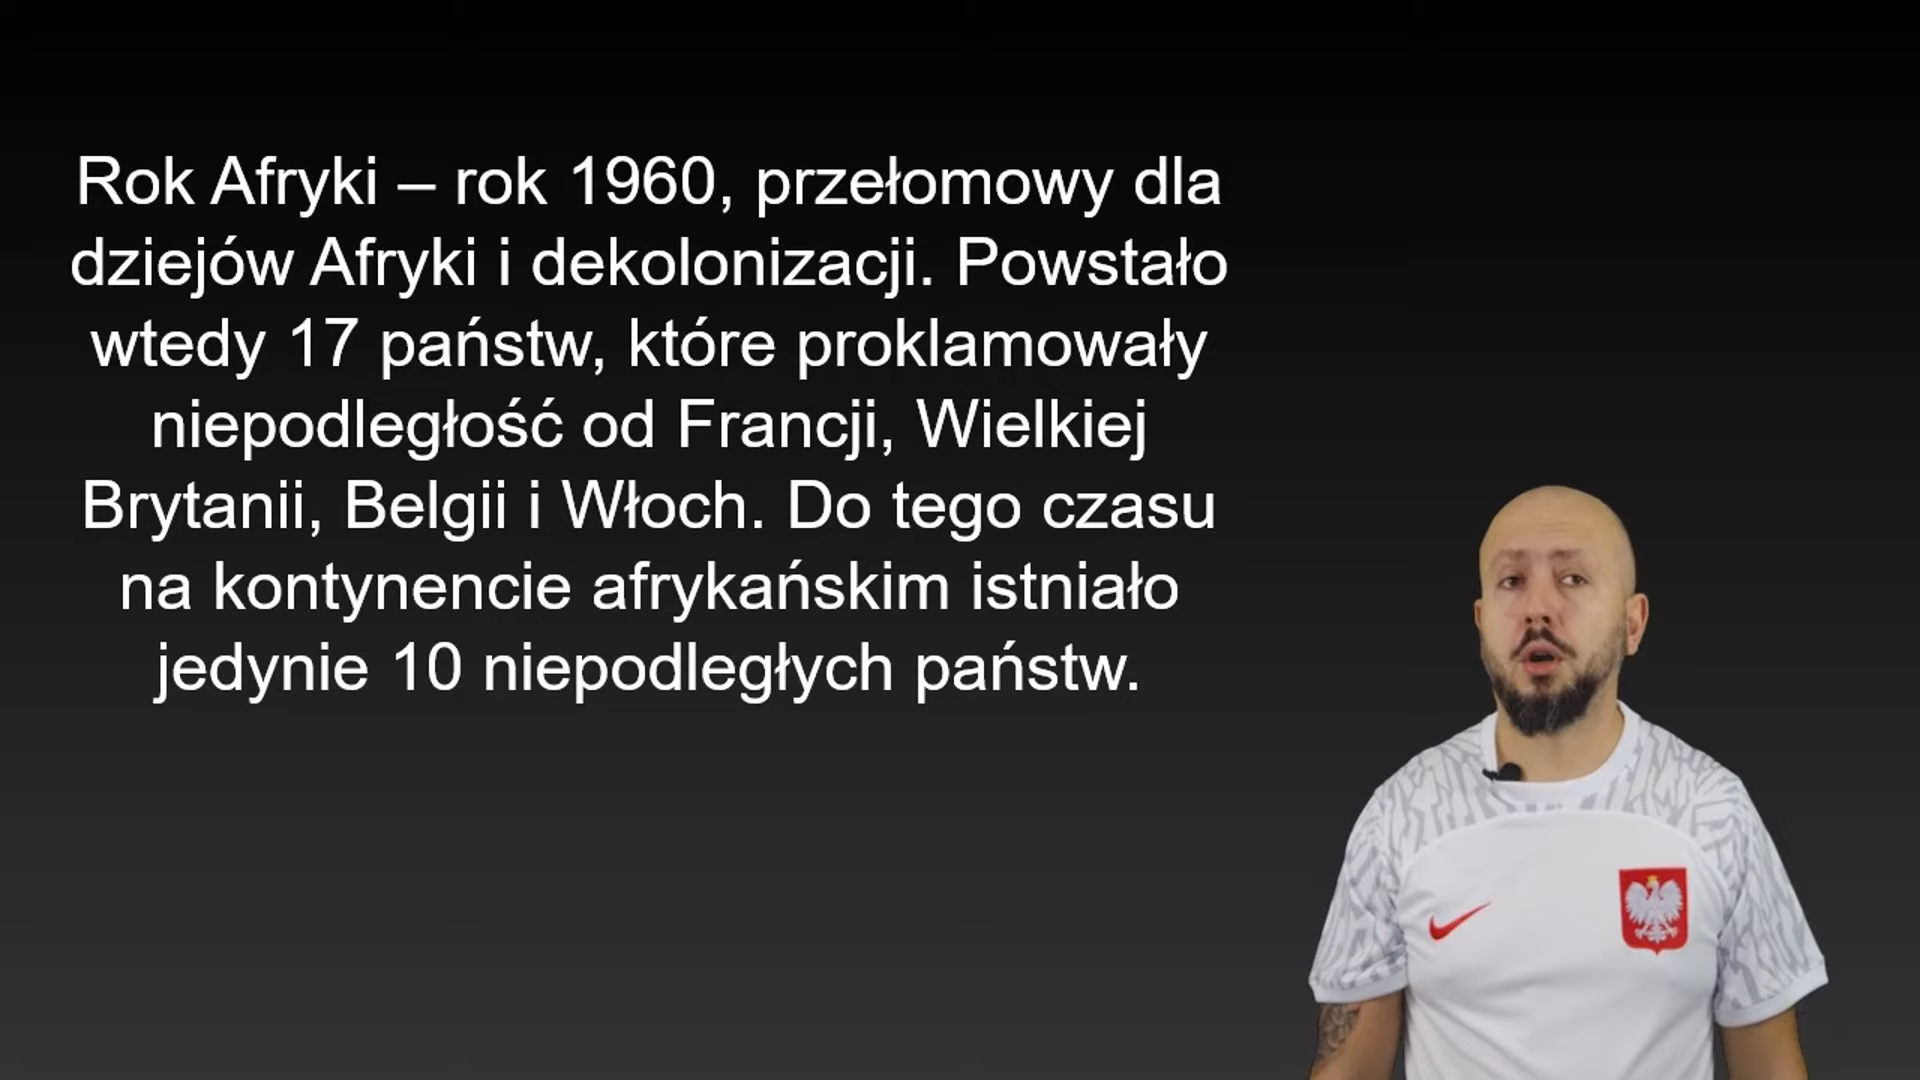 Rok Afryki – rok 1960, przełomowy dla
dziejów Afryki i dekolonizacji. Powstało
wtedy 17 państw, które proklamowały
niepodległość od Francji, Wielkiej
Brytanii, Belgii i Włoch. Do tego czasu
na kontynencie afrykańskim istniało
jedynie 10 niepodległych państw.